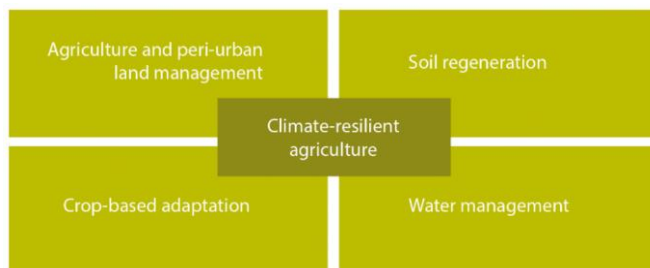 Agriculture and peri-urban
land management
Soil regeneration
Climate-resilient
agriculture
Crop-based adaptation
Water management